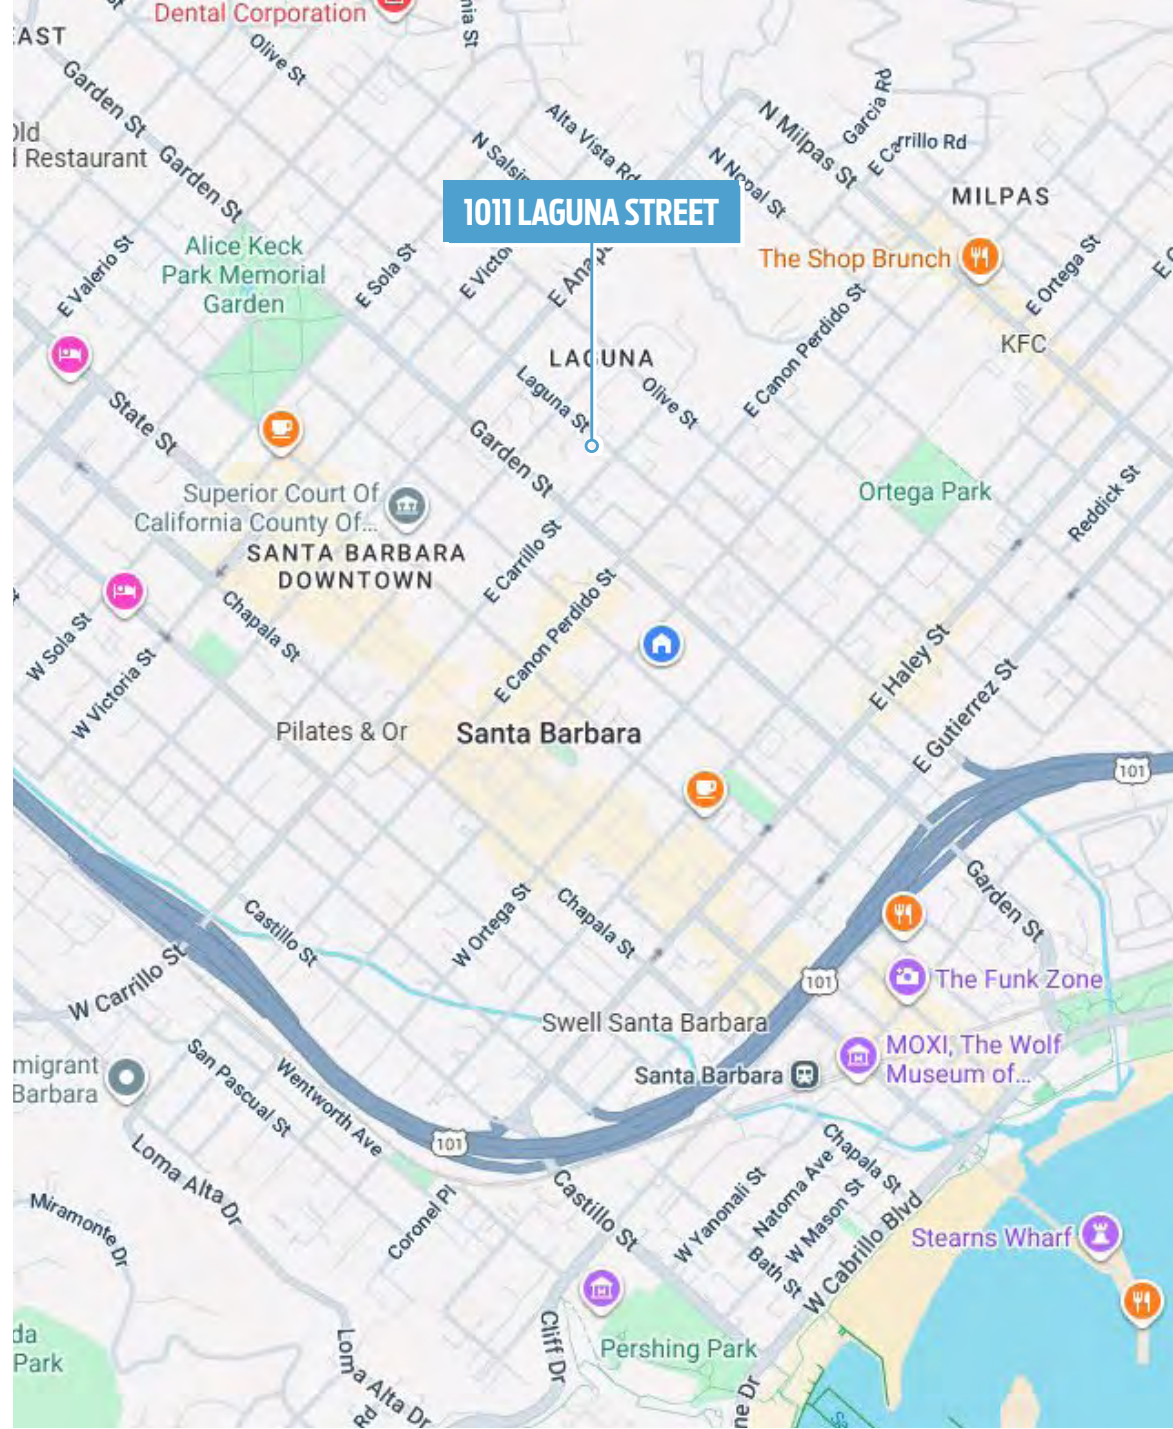 Dental Corporation
EAST
Olive St
Garden St
Garden St
Restaurant
Alta Vista Rd
N Milpas St
Garcia Rd
E Carrillo Rd
N Nopal St
MILPAS
1011 LAGUNA STREET
Alice Keck
Park Memorial
Garden
E Valerio St
E Sola St
The Shop Brunch
E Ortega St
KFC
LAGUNA
Laguna St
Olive St
E Canon Perdido St
State St
Garden St
Superior Court Of
California County Of...
SANTA BARBARA
DOWNTOWN
Ortega Park
Reddick St
E Carrillo St
E Canon Perdido St
Chapala St
W Sola St
W Victoria St
E Haley St
E Gutierrez St
Pilates & Or
Santa Barbara
101
Garden St
Castillo St
W Ortega St
Chapala St
W Carrillo St
101
The Funk Zone
Swell Santa Barbara
MOXI, The Wolf
Museum of...
Santa Barbara
migrant
Barbara
San Pascual St
Wentworth Ave
101
Loma Alta Dr
Miramonte Dr
Coronel Pl
Castillo St
W Yanonali St
Natoma Ave
Chapala St
W Mason St
Bath St
W Cabrillo Blvd
Stearns Wharf
Pershing Park
Cliff Dr
Loma Alta Dr
Rd
da
Park
ne Dr